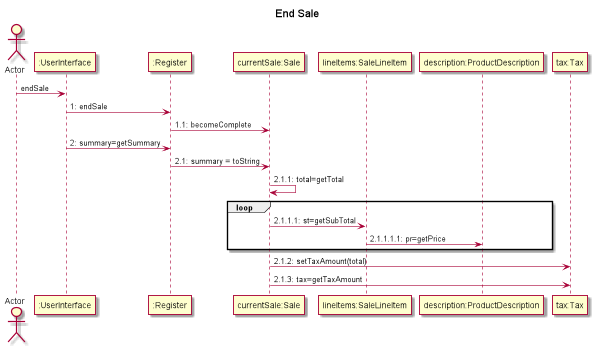 End Sale
Actor
:UserInterface
:Register
currentSale:Sale
lineItems:SaleLineItem
description:ProductDescription
tax:Tax
endSale
1: endSale
1.1: becomeComplete
2: summary=getSummary
2.1: summary = toString
2.1.1: total=getTotal
loop
2.1.1.1: st=getSubTotal
2.1.1.1.1: pr=getPrice
2.1.2: setTaxAmount(total)
2.1.3: tax=getTaxAmount
Actor
:UserInterface
:Register
currentSale:Sale
lineItems:SaleLineItem
description:ProductDescription
tax:Tax